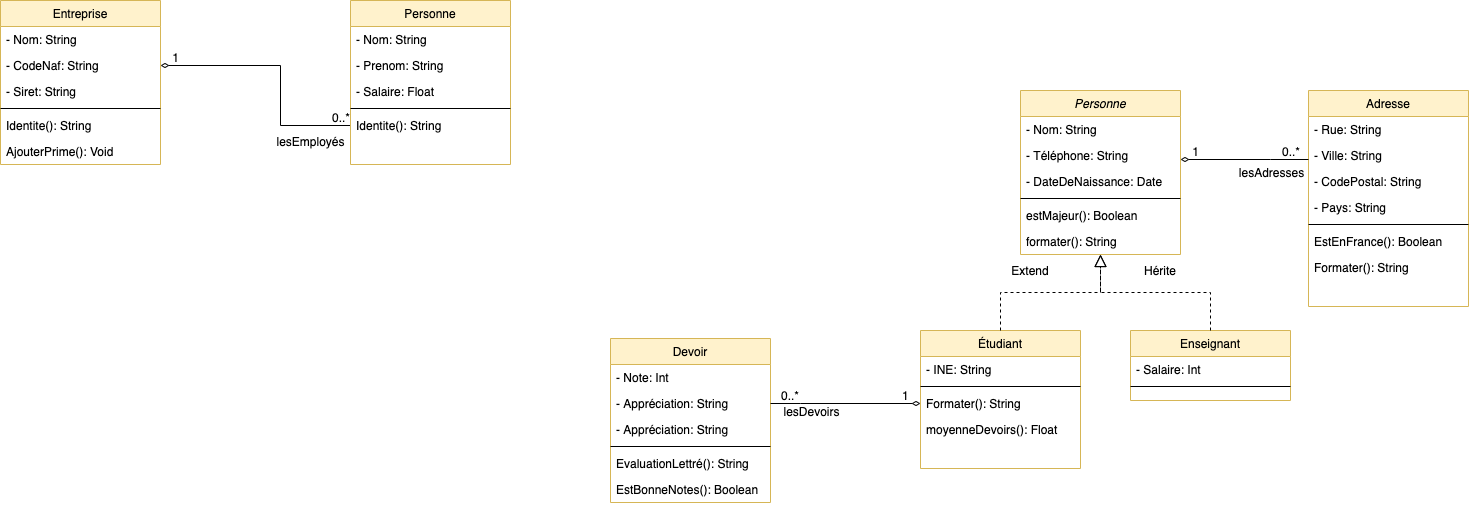 Entreprise
- Nom: String
- CodeNaf: String
- Siret: String
Identite(): String
AjouterPrime(): Void
1
0..*
lesEmployés
Personne
- Nom: String
- Prenom: String
- Salaire: Float
Identite(): String
Personne
- Nom: String
- Téléphone: String
- DateDeNaissance: Date
estMajeur(): Boolean
formater(): String
1
0..*
lesAdresses
Adresse
- Rue: String
- Ville: String
- CodePostal: String
- Pays: String
EstEnFrance(): Boolean
Formater(): String
Extend
Hérite
Devoir
- Note: Int
- Appréciation: String
- Appréciation: String
EvaluationLettré(): String
EstBonneNotes(): Boolean
0..*
1
lesDevoirs
Étudiant
- INE: String
Formater(): String
moyenneDevoirs(): Float
Enseignant
- Salaire: Int